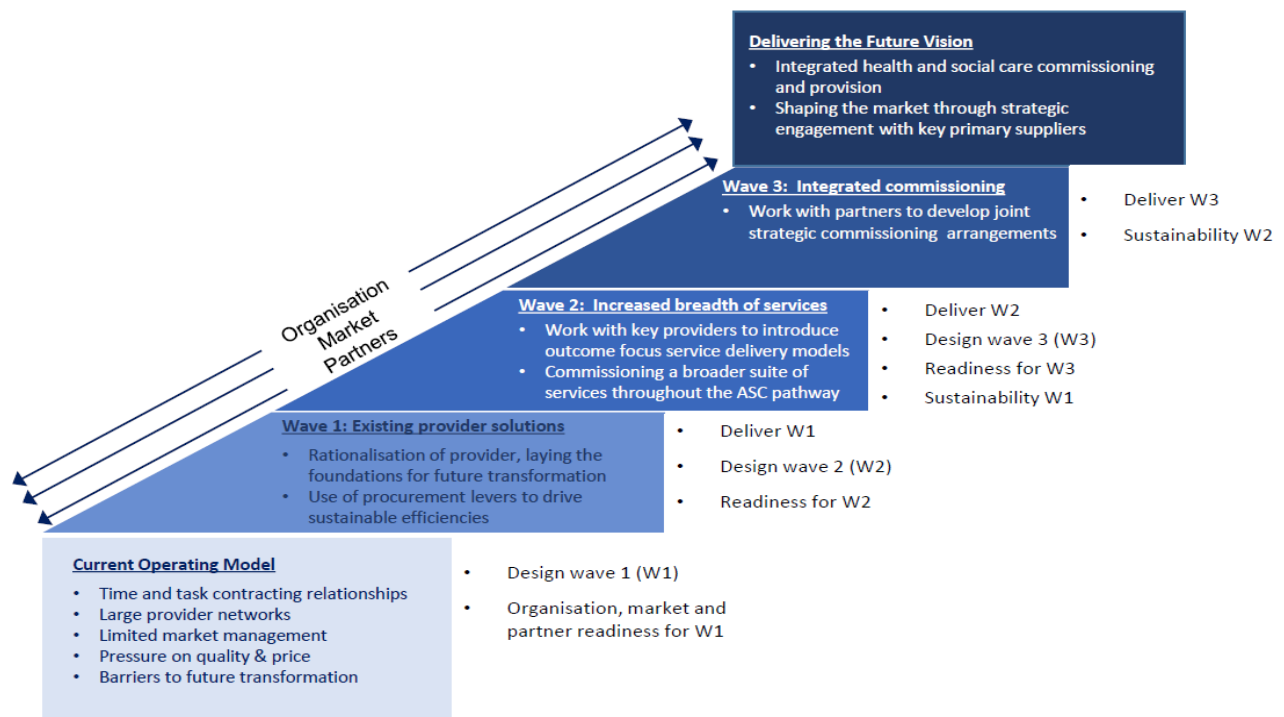 Delivering the Future Vision
• Integrated health and social care commissioning
and provision
• Shaping the market through strategic
engagement with key primary suppliers
Wave 3:  Integrated commissioning
• Work with partners to develop joint
strategic commissioning  arrangements
• Deliver W3
• Sustainability W2
Organisation
Market
Partners
Wave 2:  Increased breadth of services
• Work with key providers to introduce
outcome focus service delivery models
• Commissioning a broader suite of
services throughout the ASC pathway
• Deliver W2
• Design wave 3 (W3)
• Readiness for W3
• Sustainability W1
Wave 1: Existing provider solutions
• Rationalisation of provider, laying the
foundations for future transformation
• Use of procurement levers to drive
sustainable efficiencies
• Deliver W1
• Design wave 2 (W2)
• Readiness for W2
Current Operating Model
• Time and task contracting relationships
• Large provider networks
• Limited market management
• Pressure on quality & price
• Barriers to future transformation
• Design wave 1 (W1)
• Organisation, market and
partner readiness for W1